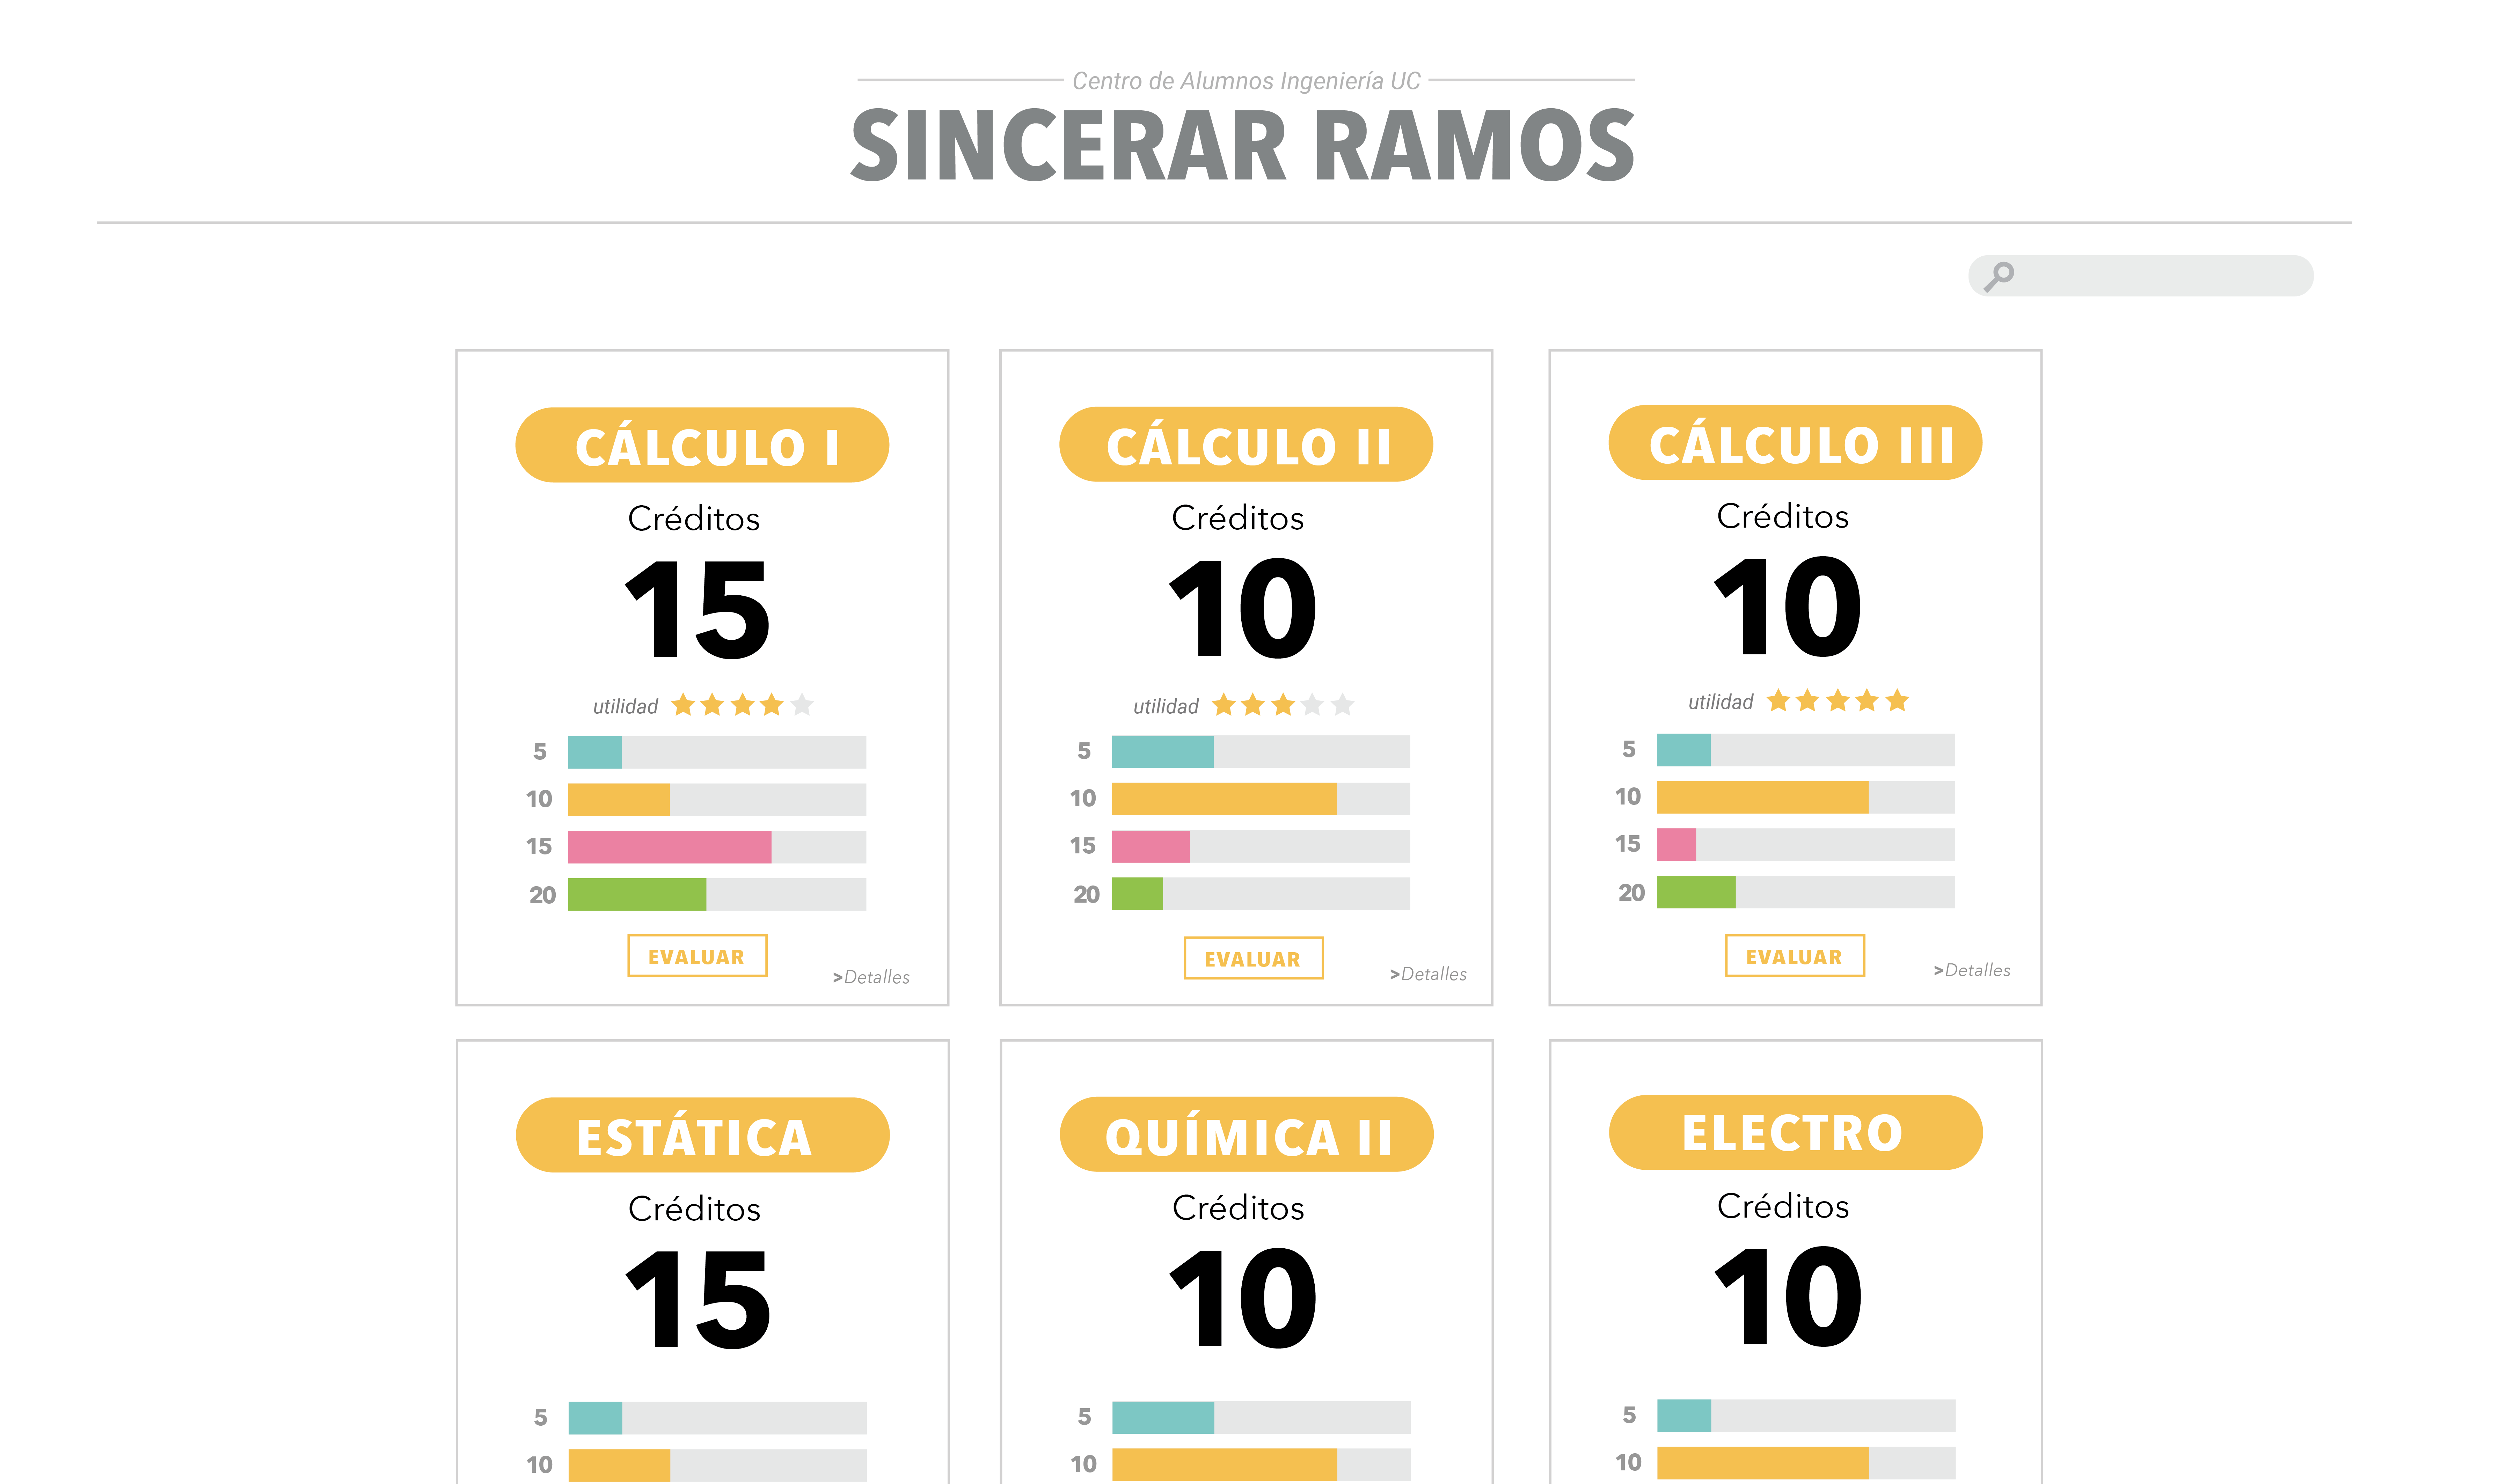 Centro de Alumnos Ingeniería UC
SINCERAR RAMOS
CÁLCULO I
Créditos
15
utilidad
5
10
15
20
EVALUAR
>Detalles
CÁLCULO II
Créditos
10
utilidad
5
10
15
20
EVALUAR
>Detalles
CÁLCULO III
Créditos
10
utilidad
5
10
15
20
EVALUAR
>Detalles
ESTÁTICA
Créditos
15
5
10
QUÍMICA II
Créditos
10
5
10
ELECTRO
Créditos
10
5
10